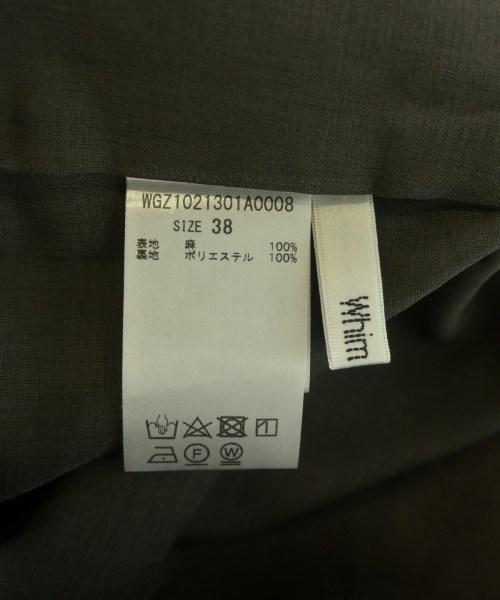 WGZ1021301A0008
SIZE 38
表地 麻 100%
裏地 ポリエステル 100%
F W
Whim